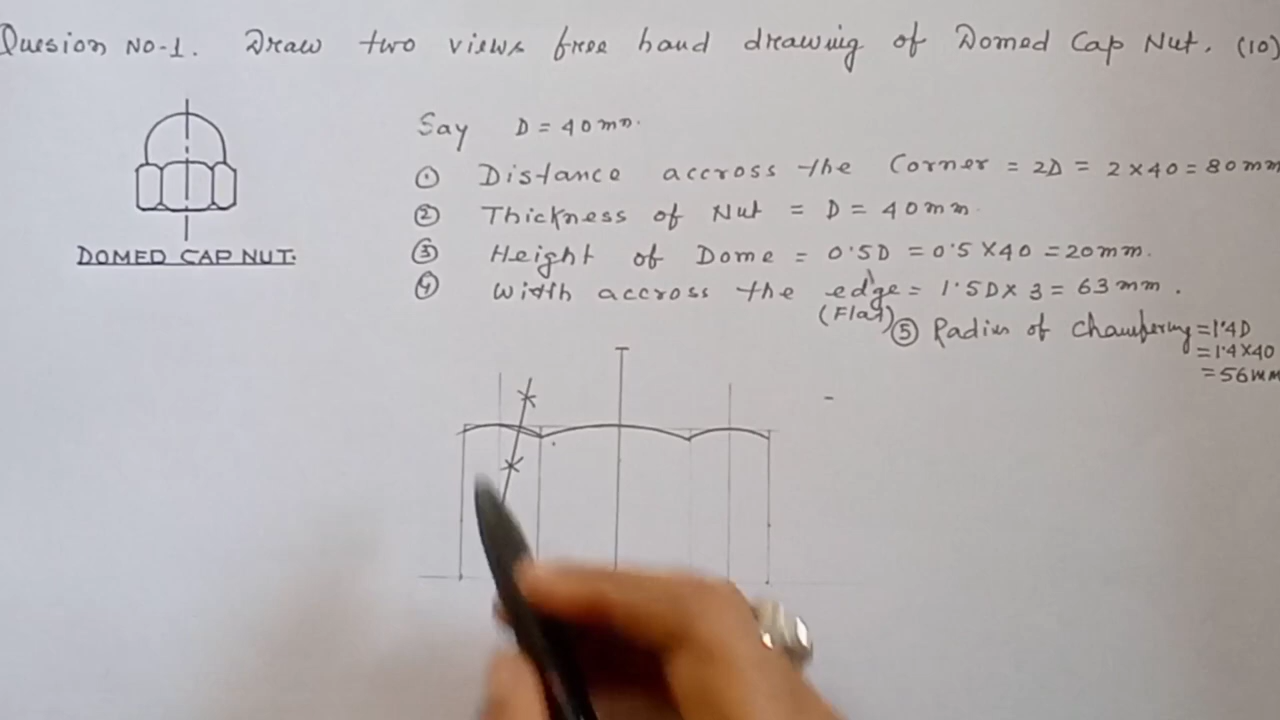 Quesion NO-1. Draw two views free hand drawing of Domed Cap Nut. (10)
Say D = 40mm.
① Distance accross the Corner = 2D = 2 x 40 = 80mm
② Thickness of Nut = D = 40mm.
③ Height of Dome = 0.5D = 0.5 X 40 = 20mm.
④ Width accross the edge = 1.5D x 3 = 63 mm.
(Flat)
⑤ Radius of Chamfering = 1.4D
= 1.4 X 40
= 56mm
DOMED CAP NUT.